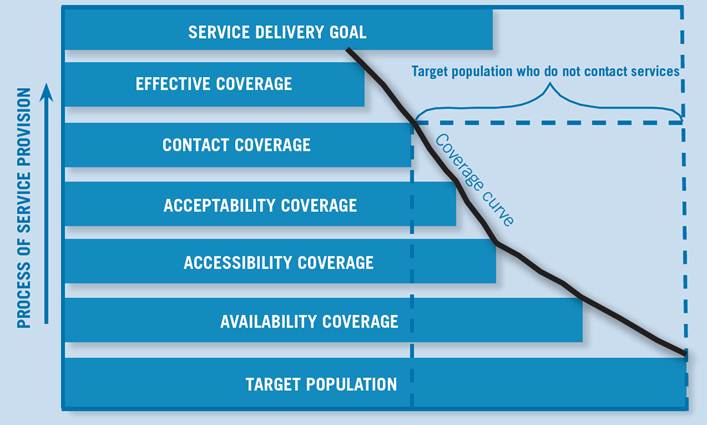 SERVICE DELIVERY GOAL
Target population who do not contact services
EFFECTIVE COVERAGE
CONTACT COVERAGE
Coverage curve
ACCEPTABILITY COVERAGE
ACCESSIBILITY COVERAGE
AVAILABILITY COVERAGE
TARGET POPULATION
PROCESS OF SERVICE PROVISION